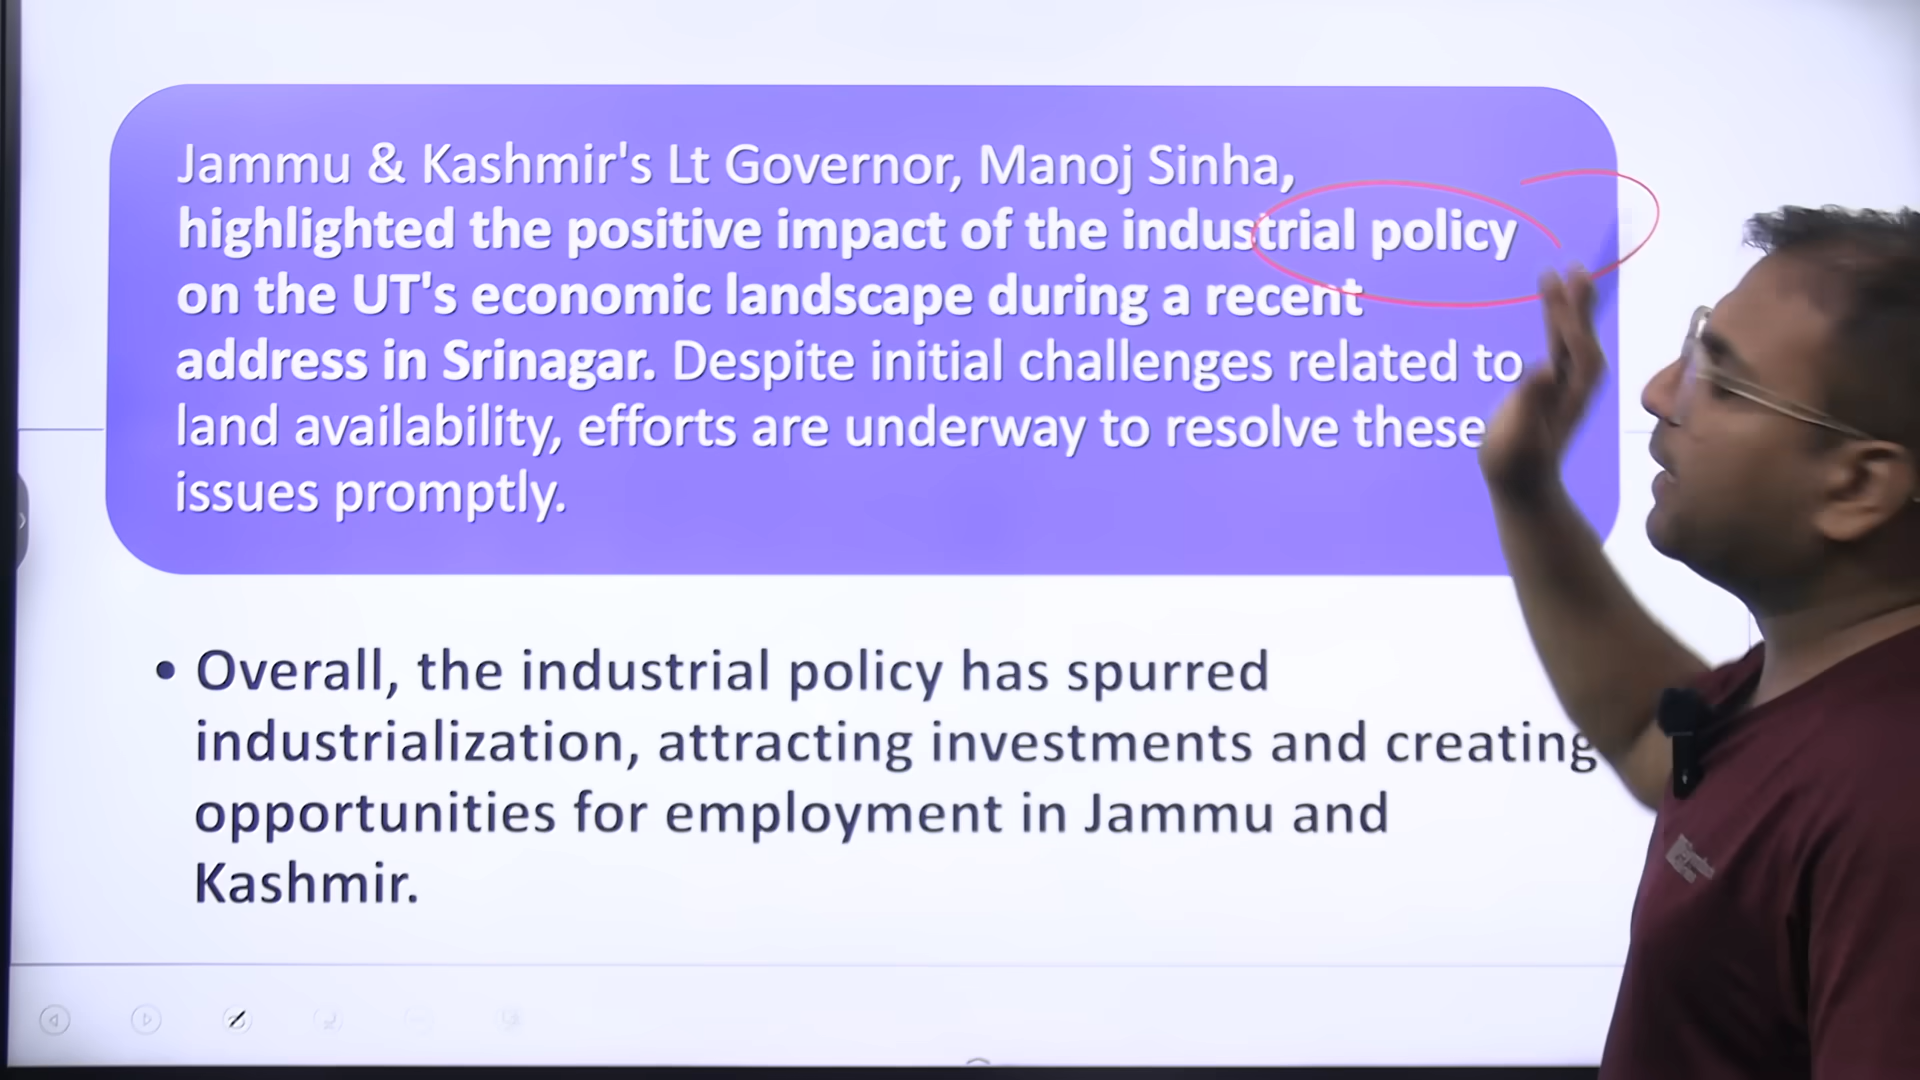 Jammu & Kashmir's Lt Governor, Manoj Sinha,
highlighted the positive impact of the industrial policy
on the UT's economic landscape during a recent
address in Srinagar. Despite initial challenges related to
land availability, efforts are underway to resolve these
issues promptly.
• Overall, the industrial policy has spurred
industrialization, attracting investments and creating
opportunities for employment in Jammu and
Kashmir.